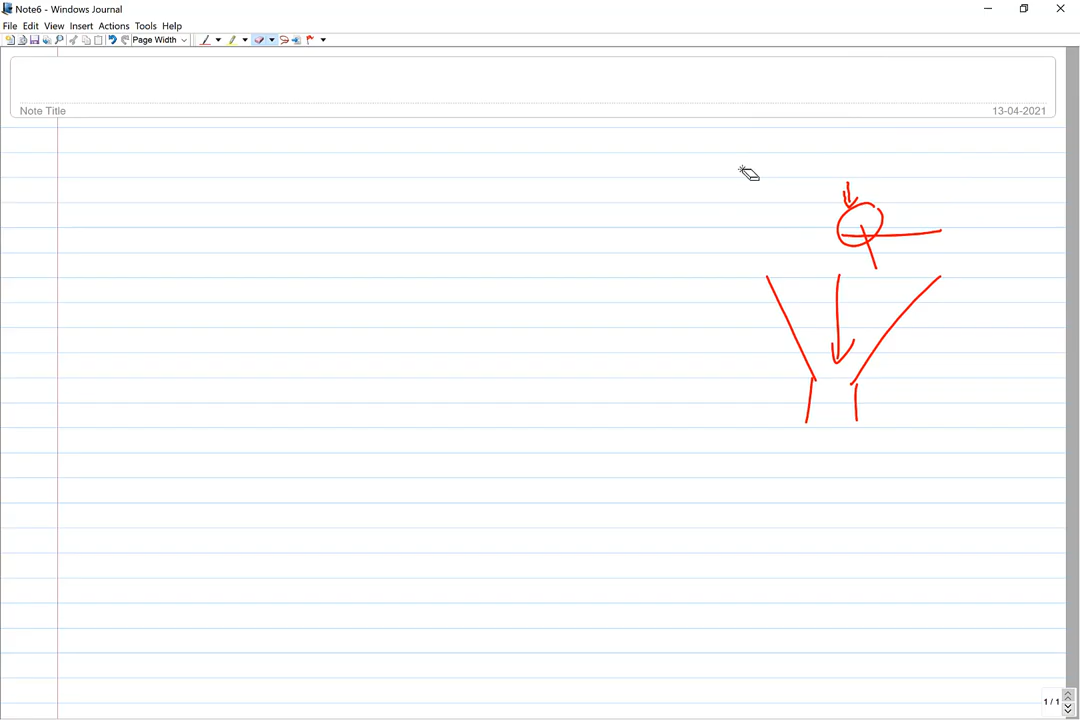 Note6 - Windows Journal
File Edit View Insert Actions Tools Help
Page Width
Note Title
13-04-2021
1 / 1